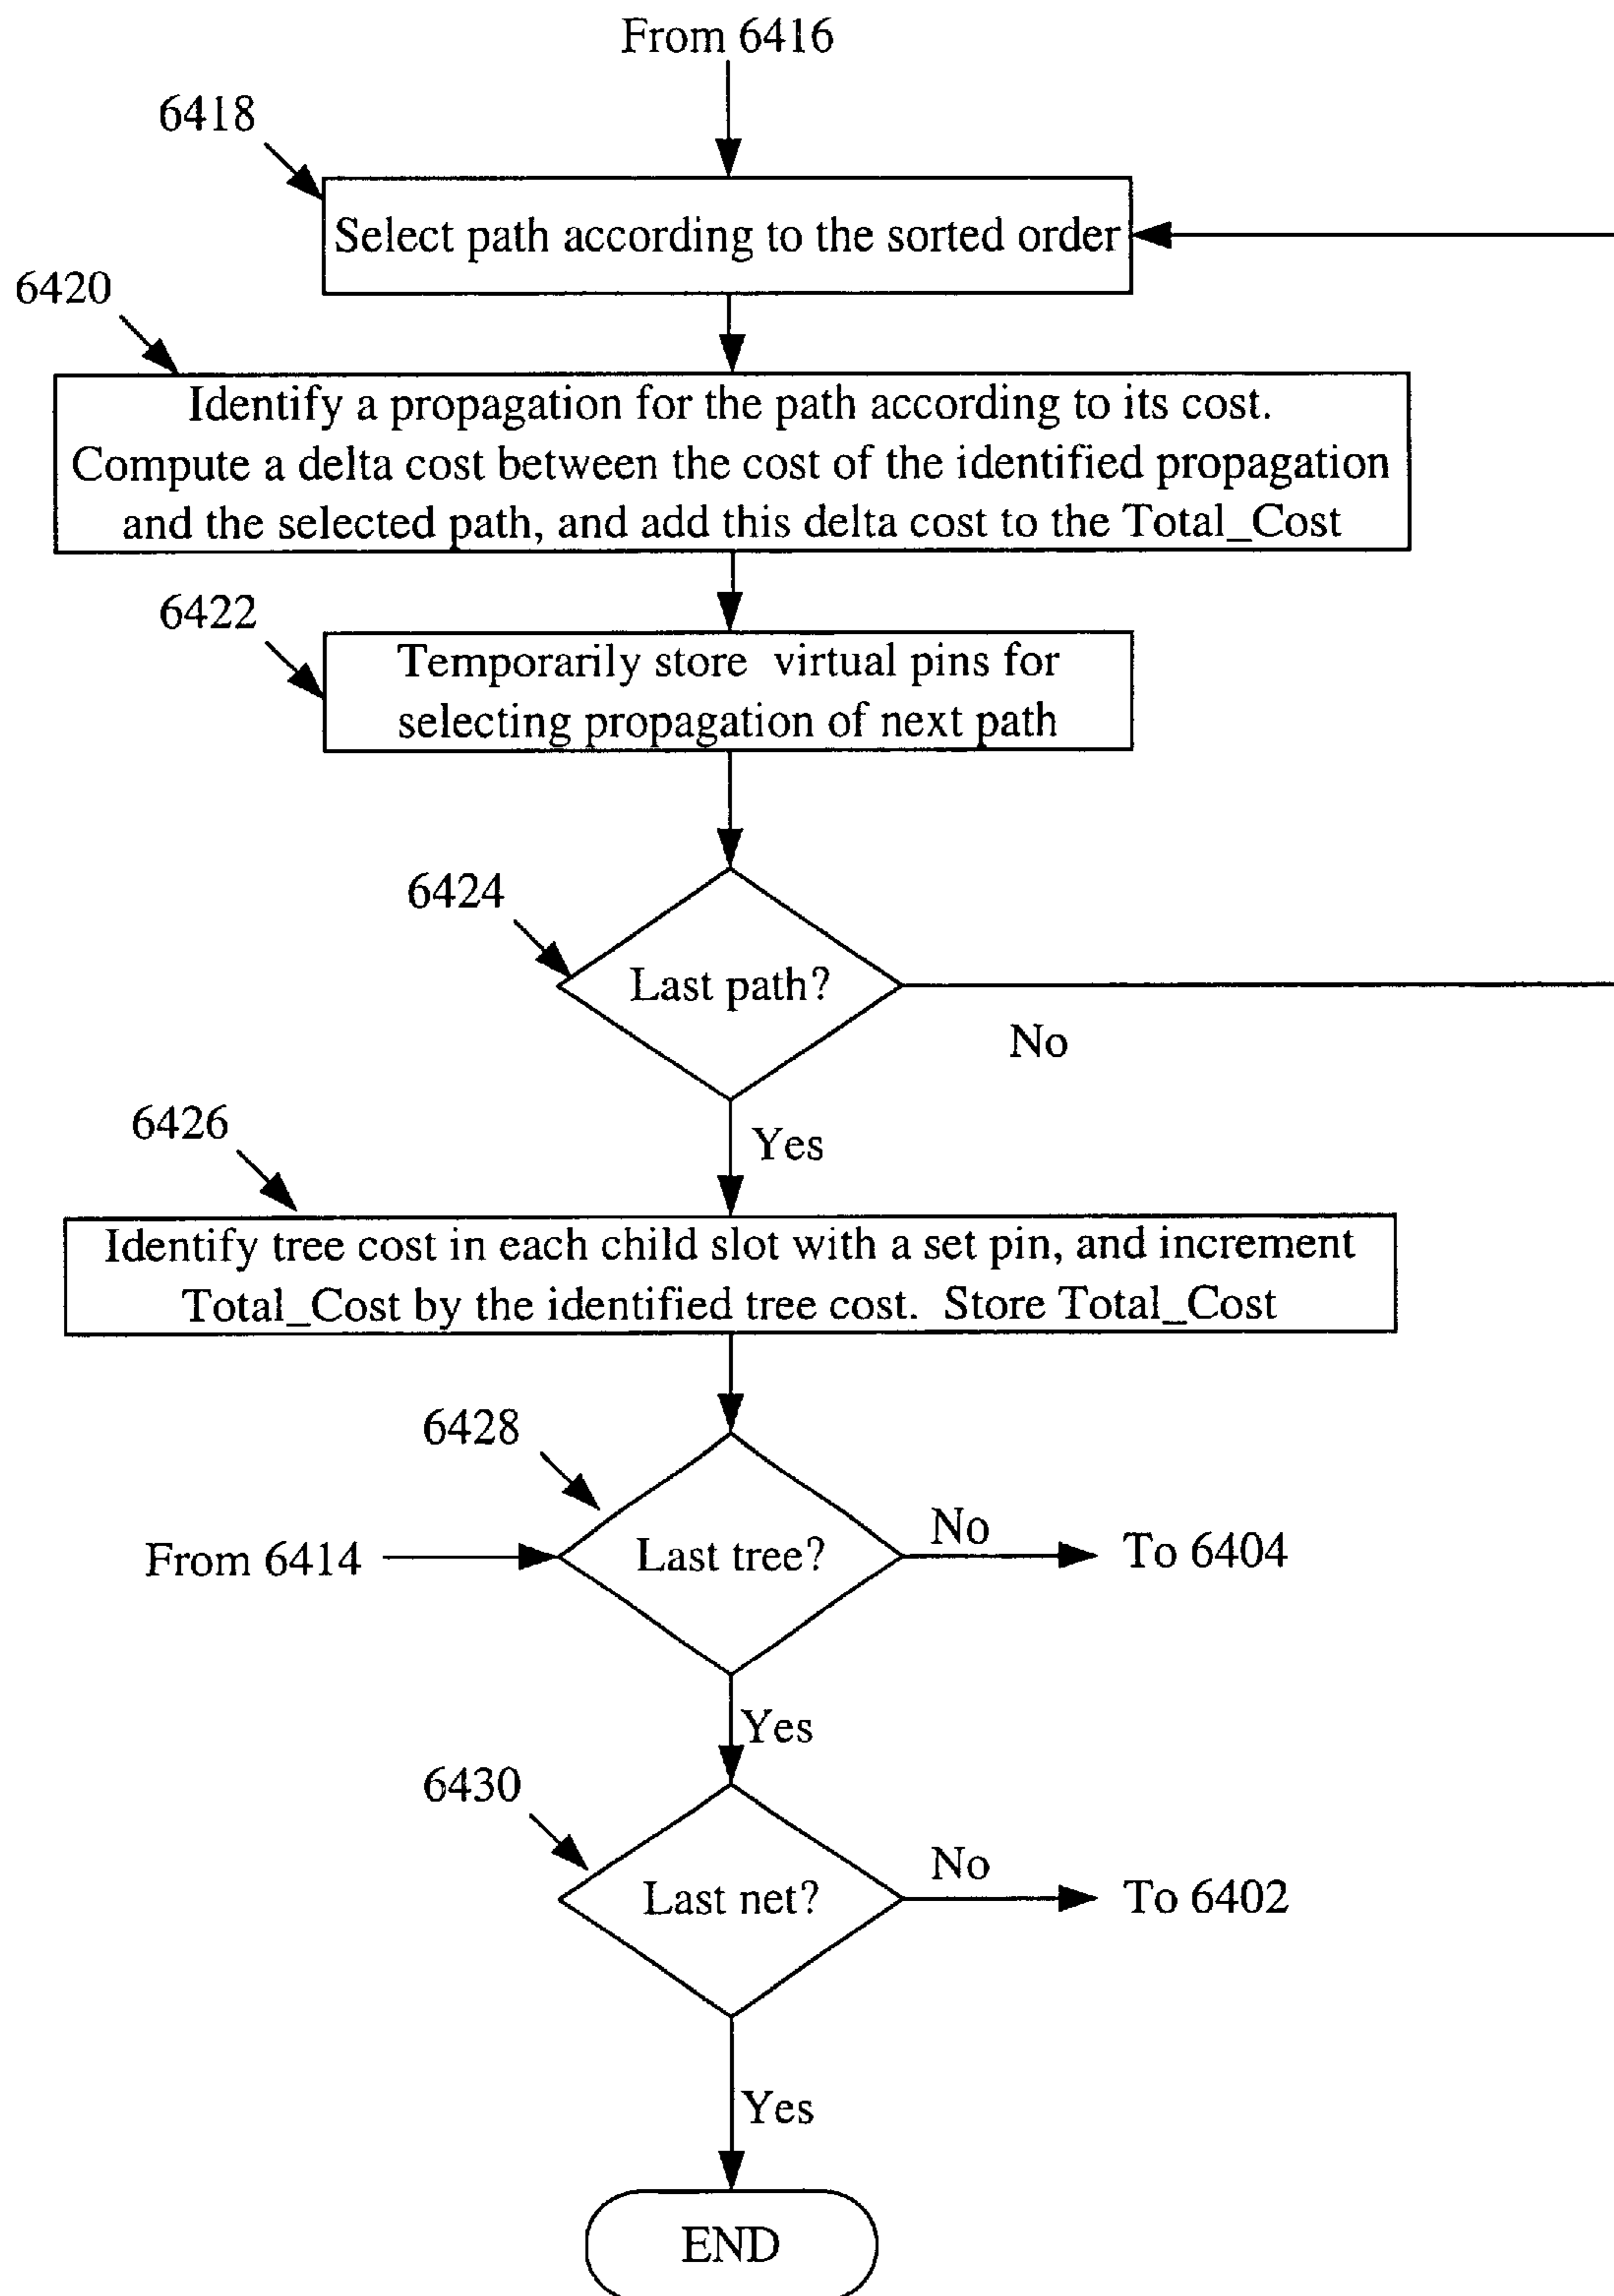 From 6416
6418
Select path according to the sorted order
6420
Identify a propagation for the path according to its cost.
Compute a delta cost between the cost of the identified propagation
and the selected path, and add this delta cost to the Total_Cost
6422
Temporarily store virtual pins for
selecting propagation of next path
6424
Last path?
No
Yes
6426
Identify tree cost in each child slot with a set pin, and increment
Total_Cost by the identified tree cost. Store Total_Cost
6428
From 6414
Last tree?
No
To 6404
Yes
6430
Last net?
No
To 6402
Yes
END